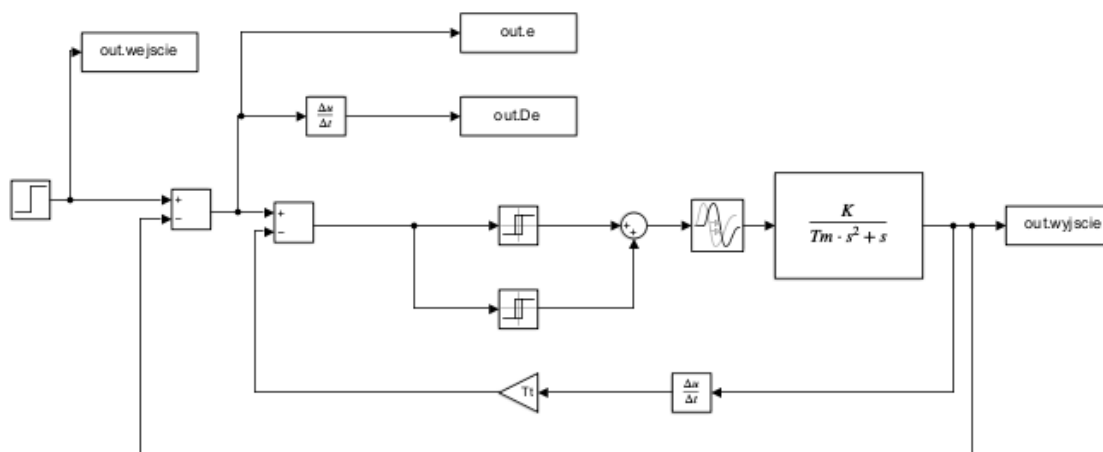 out.e
out.wejscie
Δu
Δt
out.De
+
−
+
−
+
+
K
Tm · s² + s
out.wyjscie
Tt
Δu
Δt